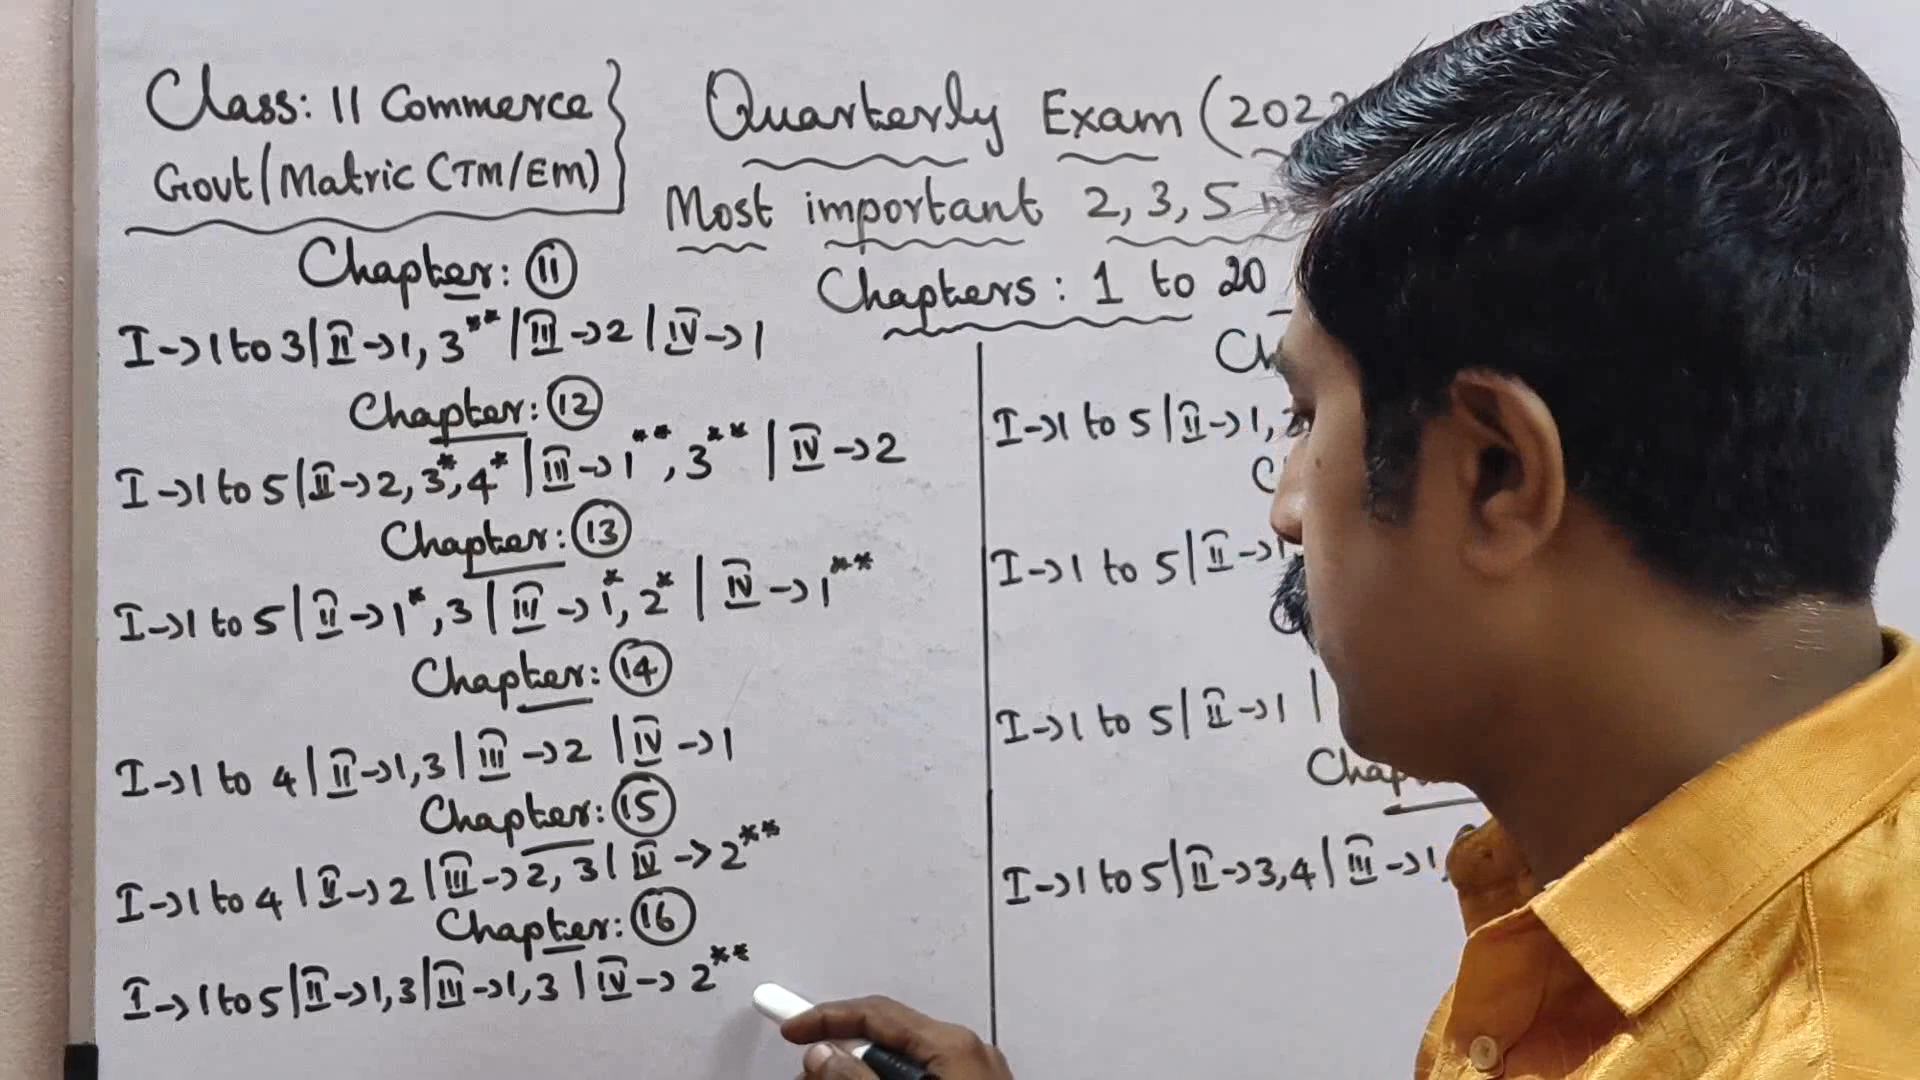 Class: 11 Commerce
Govt/Matric (TM/EM)
Quarterly Exam (202
Most important 2, 3, 5
Chapters: 1 to 20
Chapter: 11
I->1 to 3|II->1, 3**|III->2|IV->1
Chapter: 12
I->1 to 5|II->2, 3*, 4*|III->1**, 3**|IV->2
Chapter: 13
I->1 to 5|II->1*, 3|III->1*, 2*|IV->1**
Chapter: 14
I->1 to 4|II->1,3|III->2|IV->1
Chapter: 15
I->1 to 4|II->2|III->2, 3|IV->2**
Chapter: 16
I->1 to 5|II->1,3|III->1,3|IV->2**
I->1 to 5|II->1,
I->1 to 5|II->1,
I->1 to 5|II->1|
I->1 to 5|II->3,4|III->1,